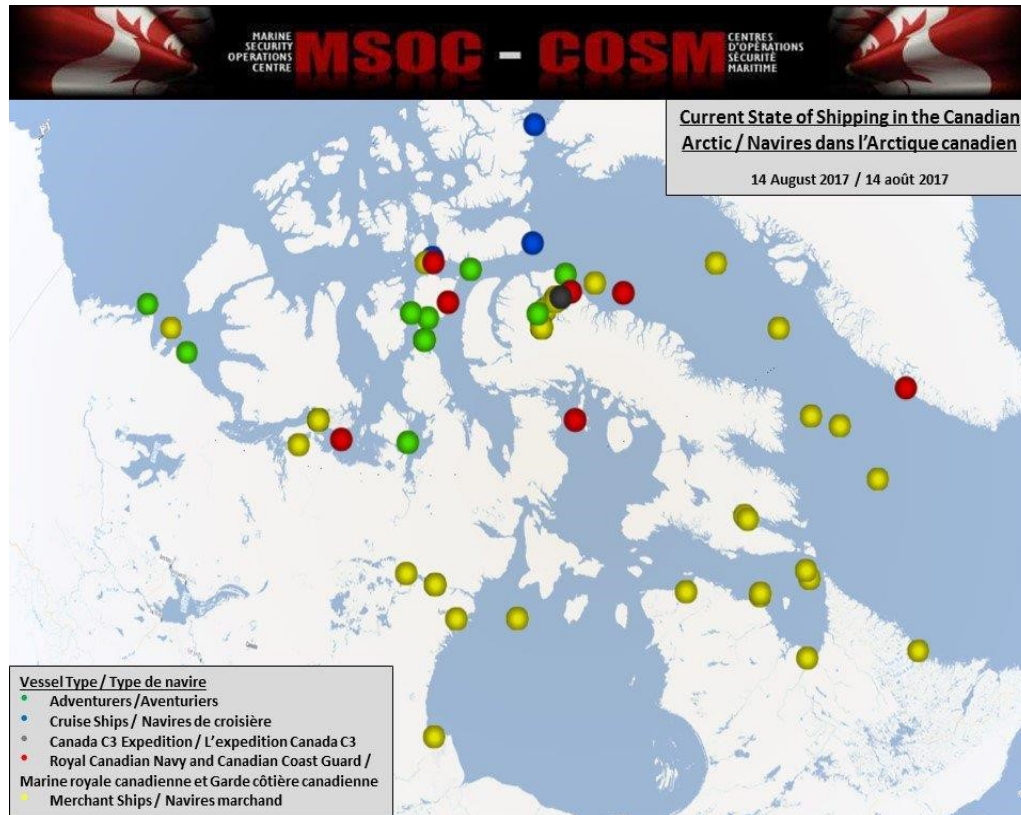 MARINE
SECURITY
OPERATIONS
CENTRE
MSOC - COSM
CENTRES
D'OPÉRATIONS
SÉCURITÉ
MARITIME
Current State of Shipping in the Canadian
Arctic / Navires dans l'Arctique canadien
14 August 2017 / 14 août 2017
Vessel Type / Type de navire
• Adventurers /Aventuriers
• Cruise Ships / Navires de croisière
• Canada C3 Expedition / L'expedition Canada C3
• Royal Canadian Navy and Canadian Coast Guard /
Marine royale canadienne et Garde côtière canadienne
• Merchant Ships / Navires marchand